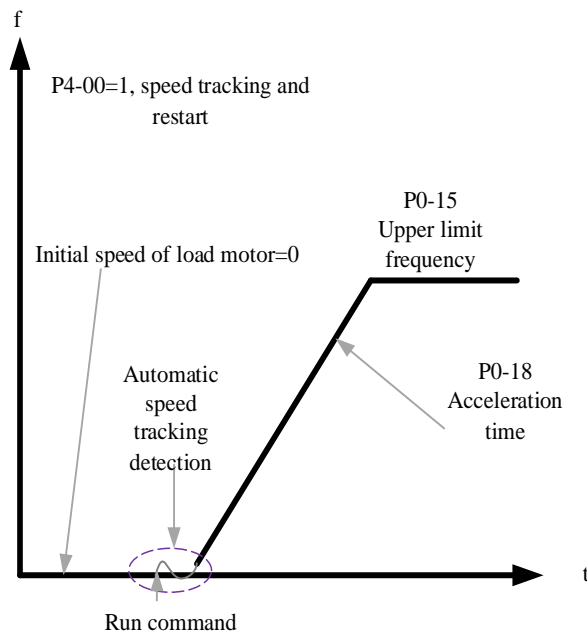 f
P4-00=1, speed tracking and
restart
P0-15
Upper limit
frequency
Initial speed of load motor=0
Automatic
speed
tracking
detection
P0-18
Acceleration
time
t
Run command